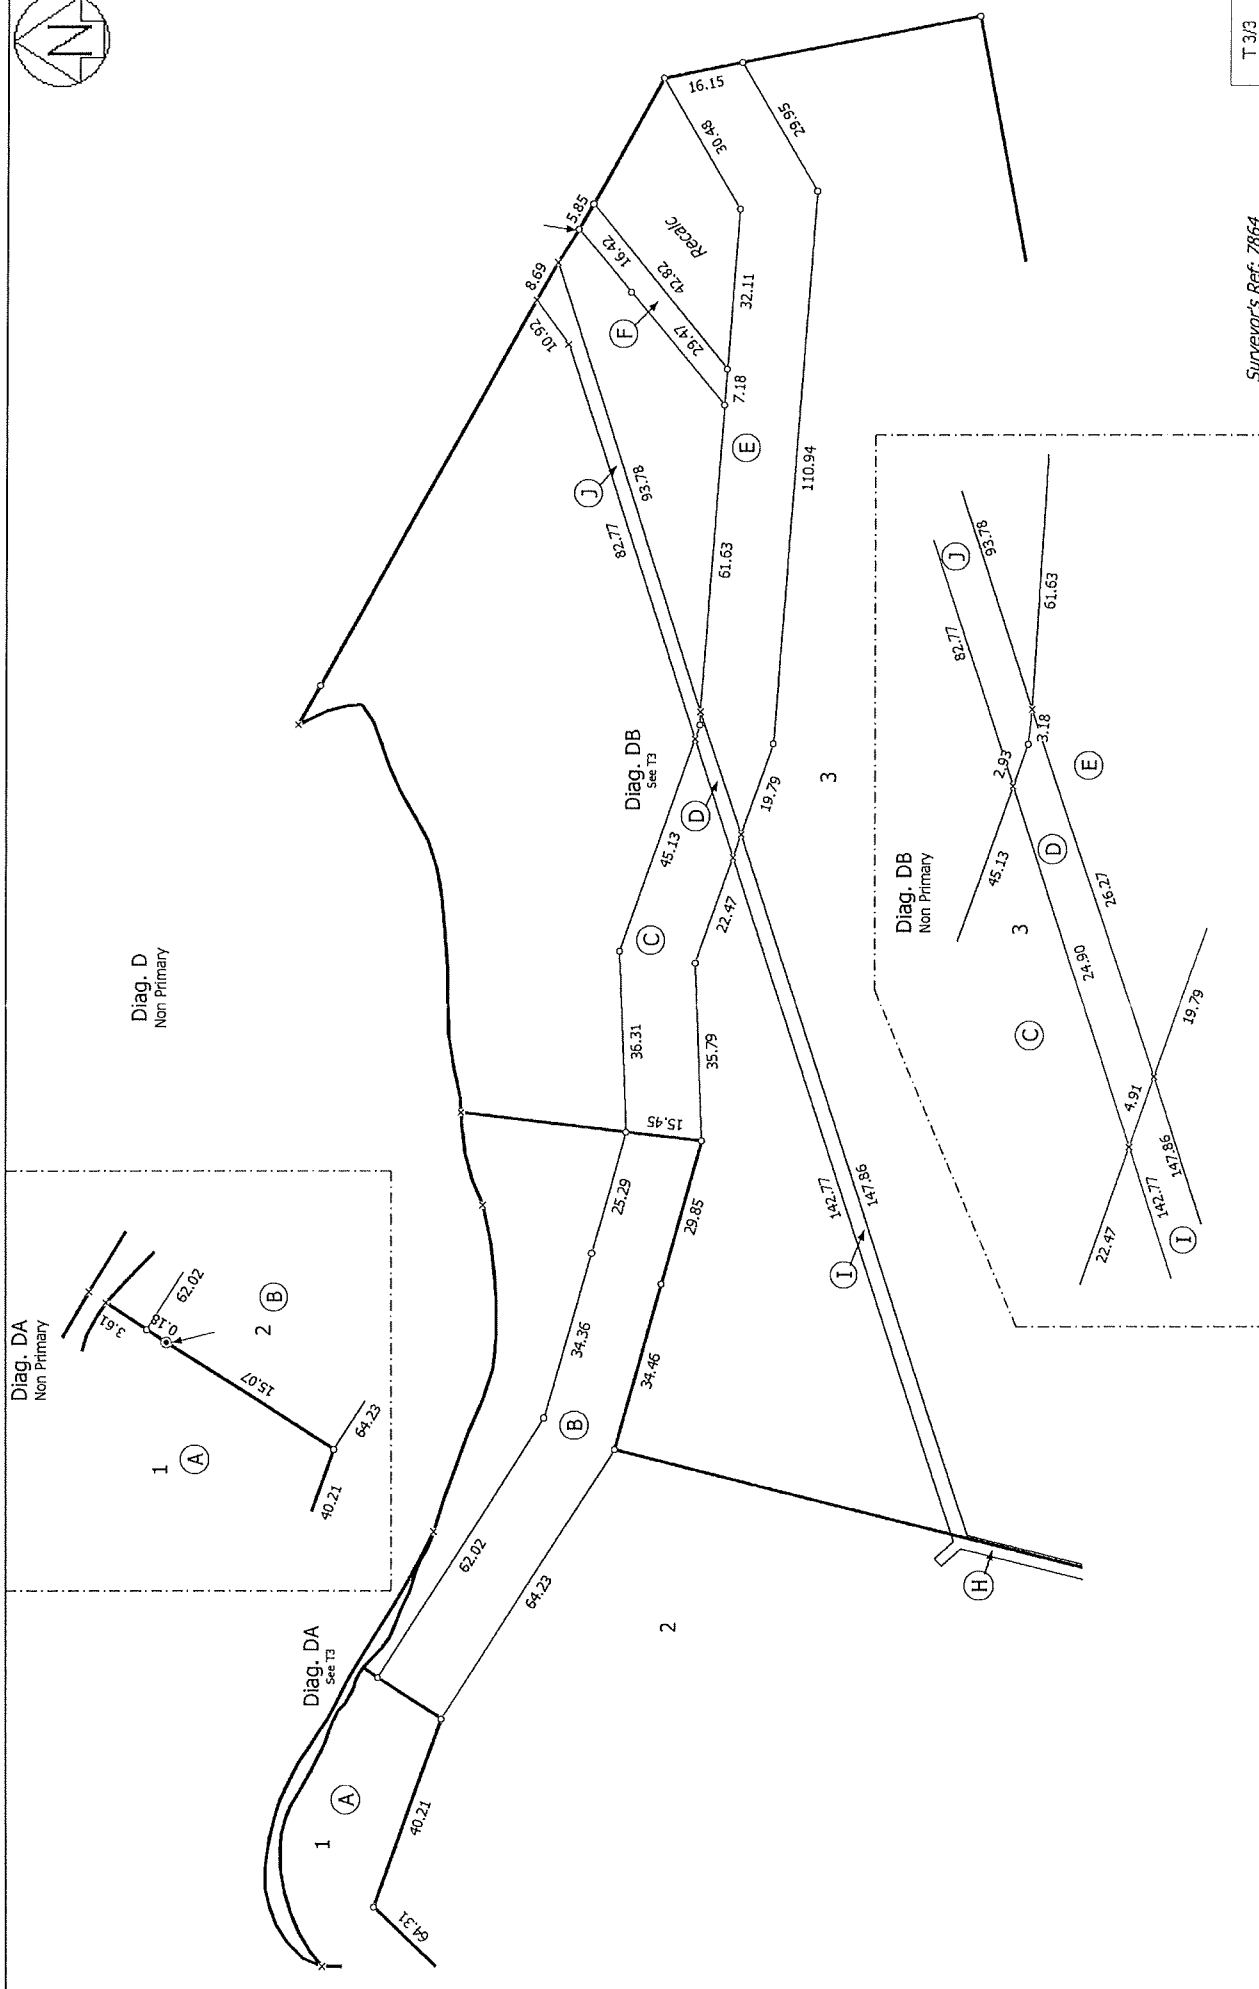 N
Diag. DA
Non Primary
3.61
0.18
62.02
2
B
15.07
1
A
64.23
40.21
Diag. D
Non Primary
Diag. DA
See T3
1
A
40.21
64.31
62.02
64.23
B
34.36
34.46
25.29
29.85
15.45
36.31
35.79
2
C
45.13
22.47
Diag. DB
See T3
D
19.79
3
61.63
110.94
E
7.18
32.11
82.77
93.78
J
10.92
8.69
5.85
16.42
29.47
42.82
F
Recalc
30.48
16.15
29.95
142.77
147.86
I
H
Diag. DB
Non Primary
82.77
J
93.78
2.93
3.18
61.63
45.13
D
E
3
24.90
26.27
C
4.91
19.79
22.47
142.77
147.86
I
Surveyor's Ref: 7864
T 3/3